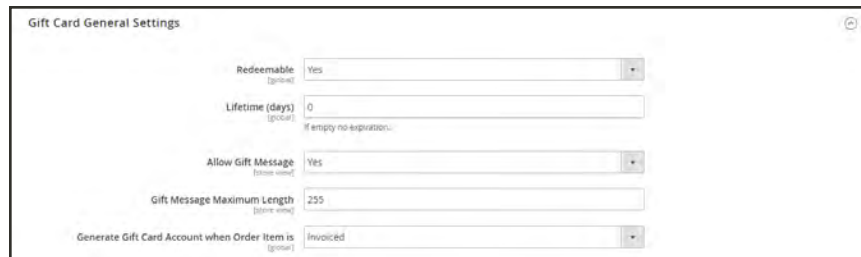 Gift Card General Settings
Redeemable Yes
[global]
Lifetime (days) 0
[global]
If empty no expiration.
Allow Gift Message Yes
[store view]
Gift Message Maximum Length 255
[store view]
Generate Gift Card Account when Order Item is Invoiced
[global]